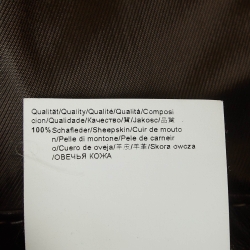 Qualität/Quality/Qualité/Qualità/Composi
cion/Qualidade/Качество/質/Jakosc/品質
100% Schafleder/Sheepskin/Cuir de mouto
n/Pelle di montone/Pele de carneir
o/Cuero de oveja/羊皮/羊革/Skora owcza
/ОВЕЧЬЯ КОЖА